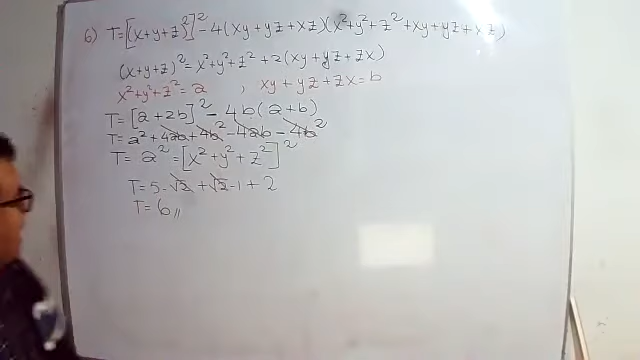 6) T=[(x+y+z)²]²-4(xy+yz+xz)(x²+y²+z²+xy+yz+xz)
(x+y+z)²=x²+y²+z²+2(xy+yz+zx)
x²+y²+z²=a , xy+yz+zx=b
T=[a+2b]²-4b(a+b)
T=a²+4ab+4b²-4ab-4b²
T=a²=[x²+y²+z²]²
T=5-√2+√2-1+2
T=6//